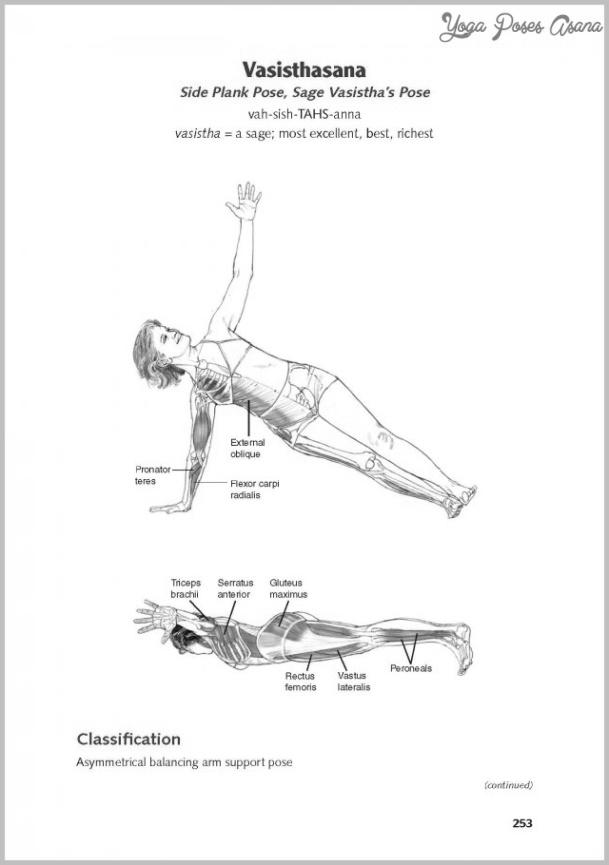 Yoga Poses Asana
Vasisthasana
Side Plank Pose, Sage Vasistha's Pose
vah-sish-TAHS-anna
vasistha = a sage; most excellent, best, richest
External
oblique
Pronator
teres
Flexor carpi
radialis
Triceps
brachii
Serratus
anterior
Gluteus
maximus
Rectus
femoris
Vastus
lateralis
Peroneals
Classification
Asymmetrical balancing arm support pose
(continued)
253